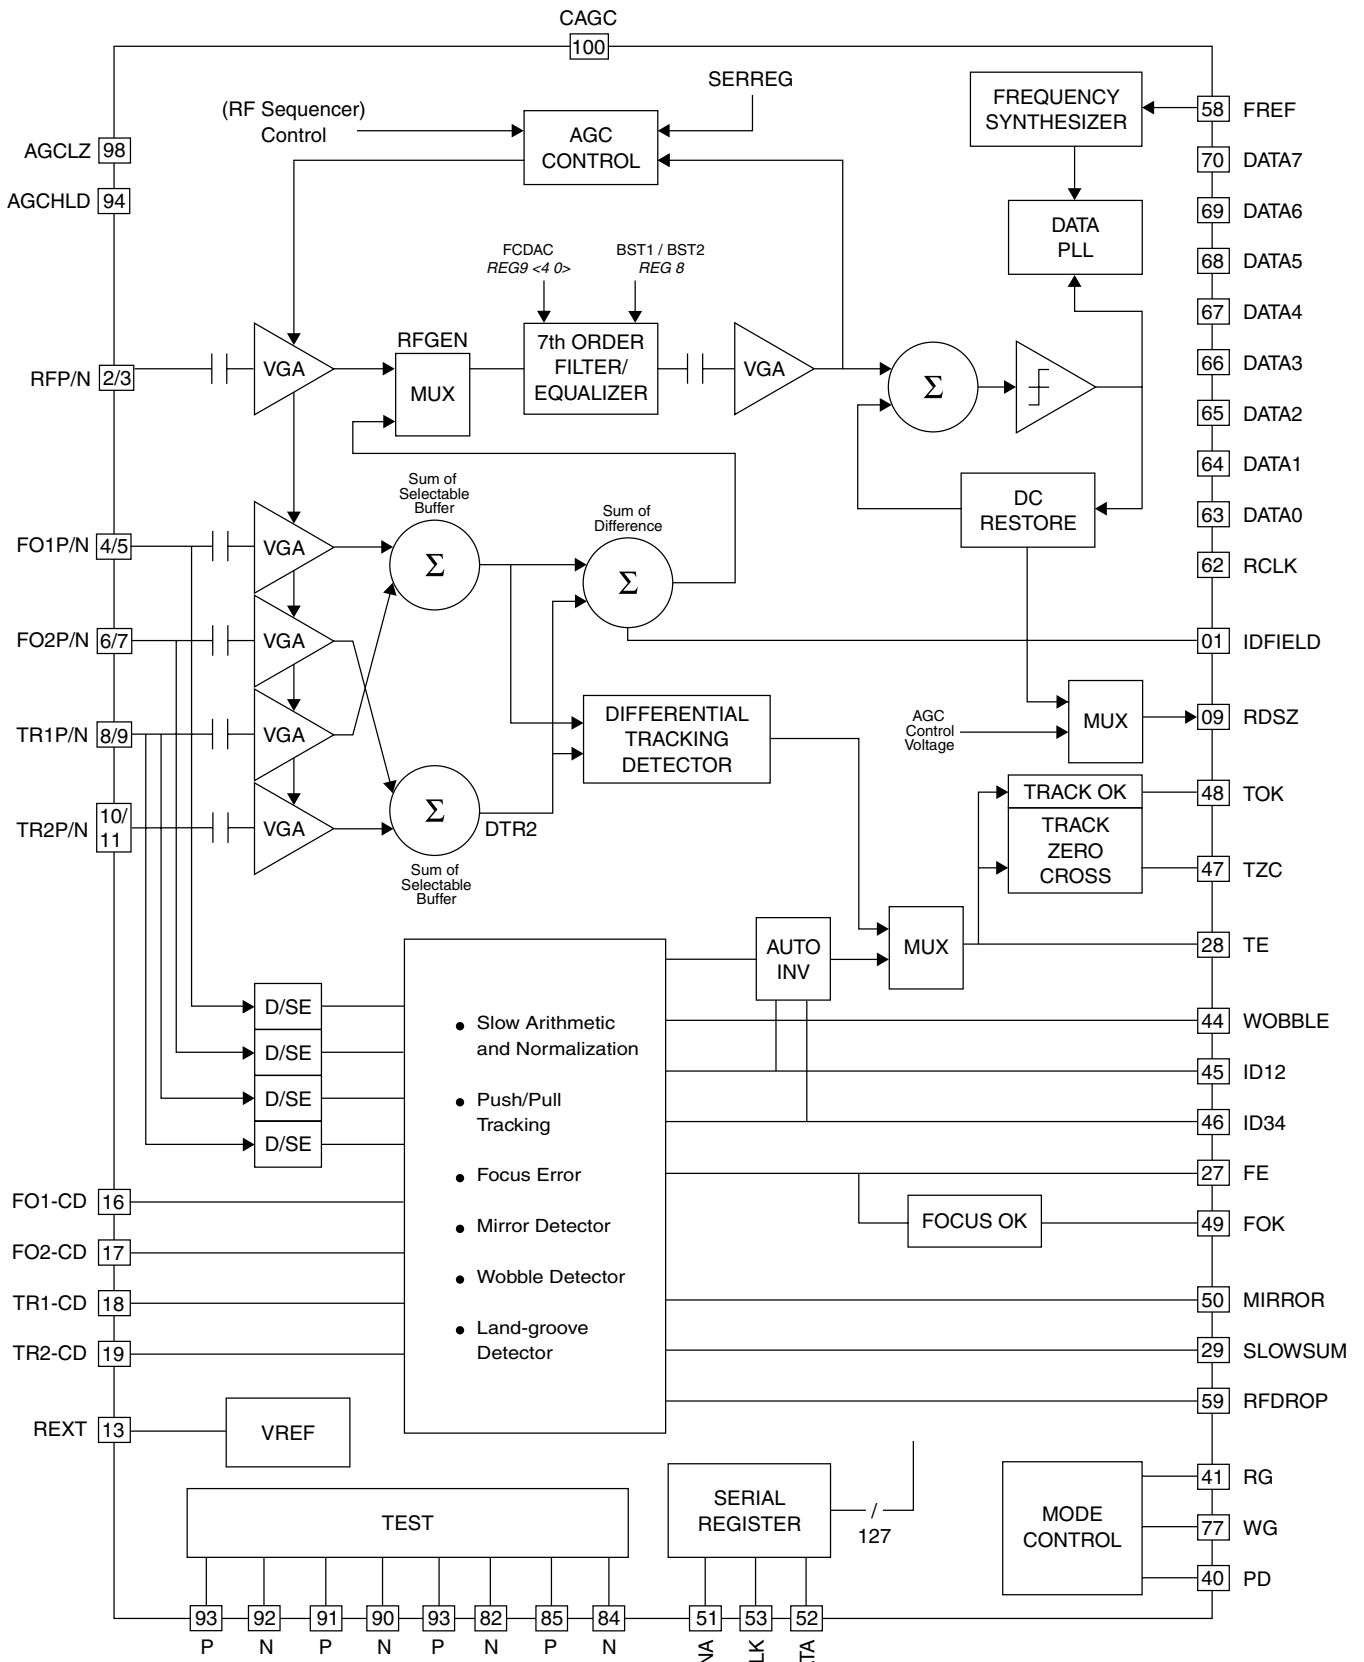 CAGC
100
SERREG
(RF Sequencer)
Control
AGC
CONTROL
FREQUENCY
SYNTHESIZER
58 FREF
AGCLZ 98
70 DATA7
AGCHLD 94
69 DATA6
DATA
PLL
68 DATA5
FCDAC
REG9 <4 0>
BST1 / BST2
REG 8
67 DATA4
RFP/N 2/3
VGA
RFGEN
MUX
7th ORDER
FILTER/
EQUALIZER
VGA
Σ
66 DATA3
65 DATA2
64 DATA1
DC
RESTORE
63 DATA0
62 RCLK
Sum of
Selectable
Buffer
Sum of
Difference
FO1P/N 4/5
VGA
Σ
Σ
FO2P/N 6/7
VGA
01 IDFIELD
TR1P/N 8/9
VGA
DIFFERENTIAL
TRACKING
DETECTOR
AGC
Control
Voltage
MUX
09 RDSZ
TR2P/N 10/
11
VGA
Σ
DTR2
Sum of
Selectable
Buffer
TRACK OK
48 TOK
TRACK
ZERO
CROSS
47 TZC
AUTO
INV
MUX
28 TE
D/SE
D/SE
D/SE
D/SE
● Slow Arithmetic
and Normalization
● Push/Pull
Tracking
● Focus Error
● Mirror Detector
● Wobble Detector
● Land-groove
Detector
44 WOBBLE
45 ID12
46 ID34
27 FE
FOCUS OK
49 FOK
FO1-CD 16
FO2-CD 17
TR1-CD 18
TR2-CD 19
50 MIRROR
29 SLOWSUM
59 RFDROP
REXT 13
VREF
TEST
SERIAL
REGISTER
/
127
MODE
CONTROL
41 RG
77 WG
40 PD
93 92 91 90 93 82 85 84 51 53 52
P N P N P N P N NA LK TA